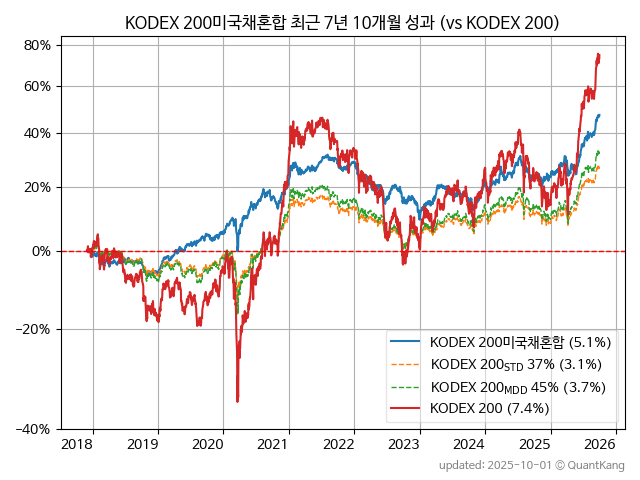 KODEX 200미국채혼합 최근 7년 10개월 성과 (vs KODEX 200)
80%
60%
40%
20%
0%
−20%
−40%
KODEX 200미국채혼합 (5.1%)
KODEX 200STD 37% (3.1%)
KODEX 200MDD 45% (3.7%)
KODEX 200 (7.4%)
2018 2019 2020 2021 2022 2023 2024 2025 2026
updated: 2025-10-01 © QuantKang